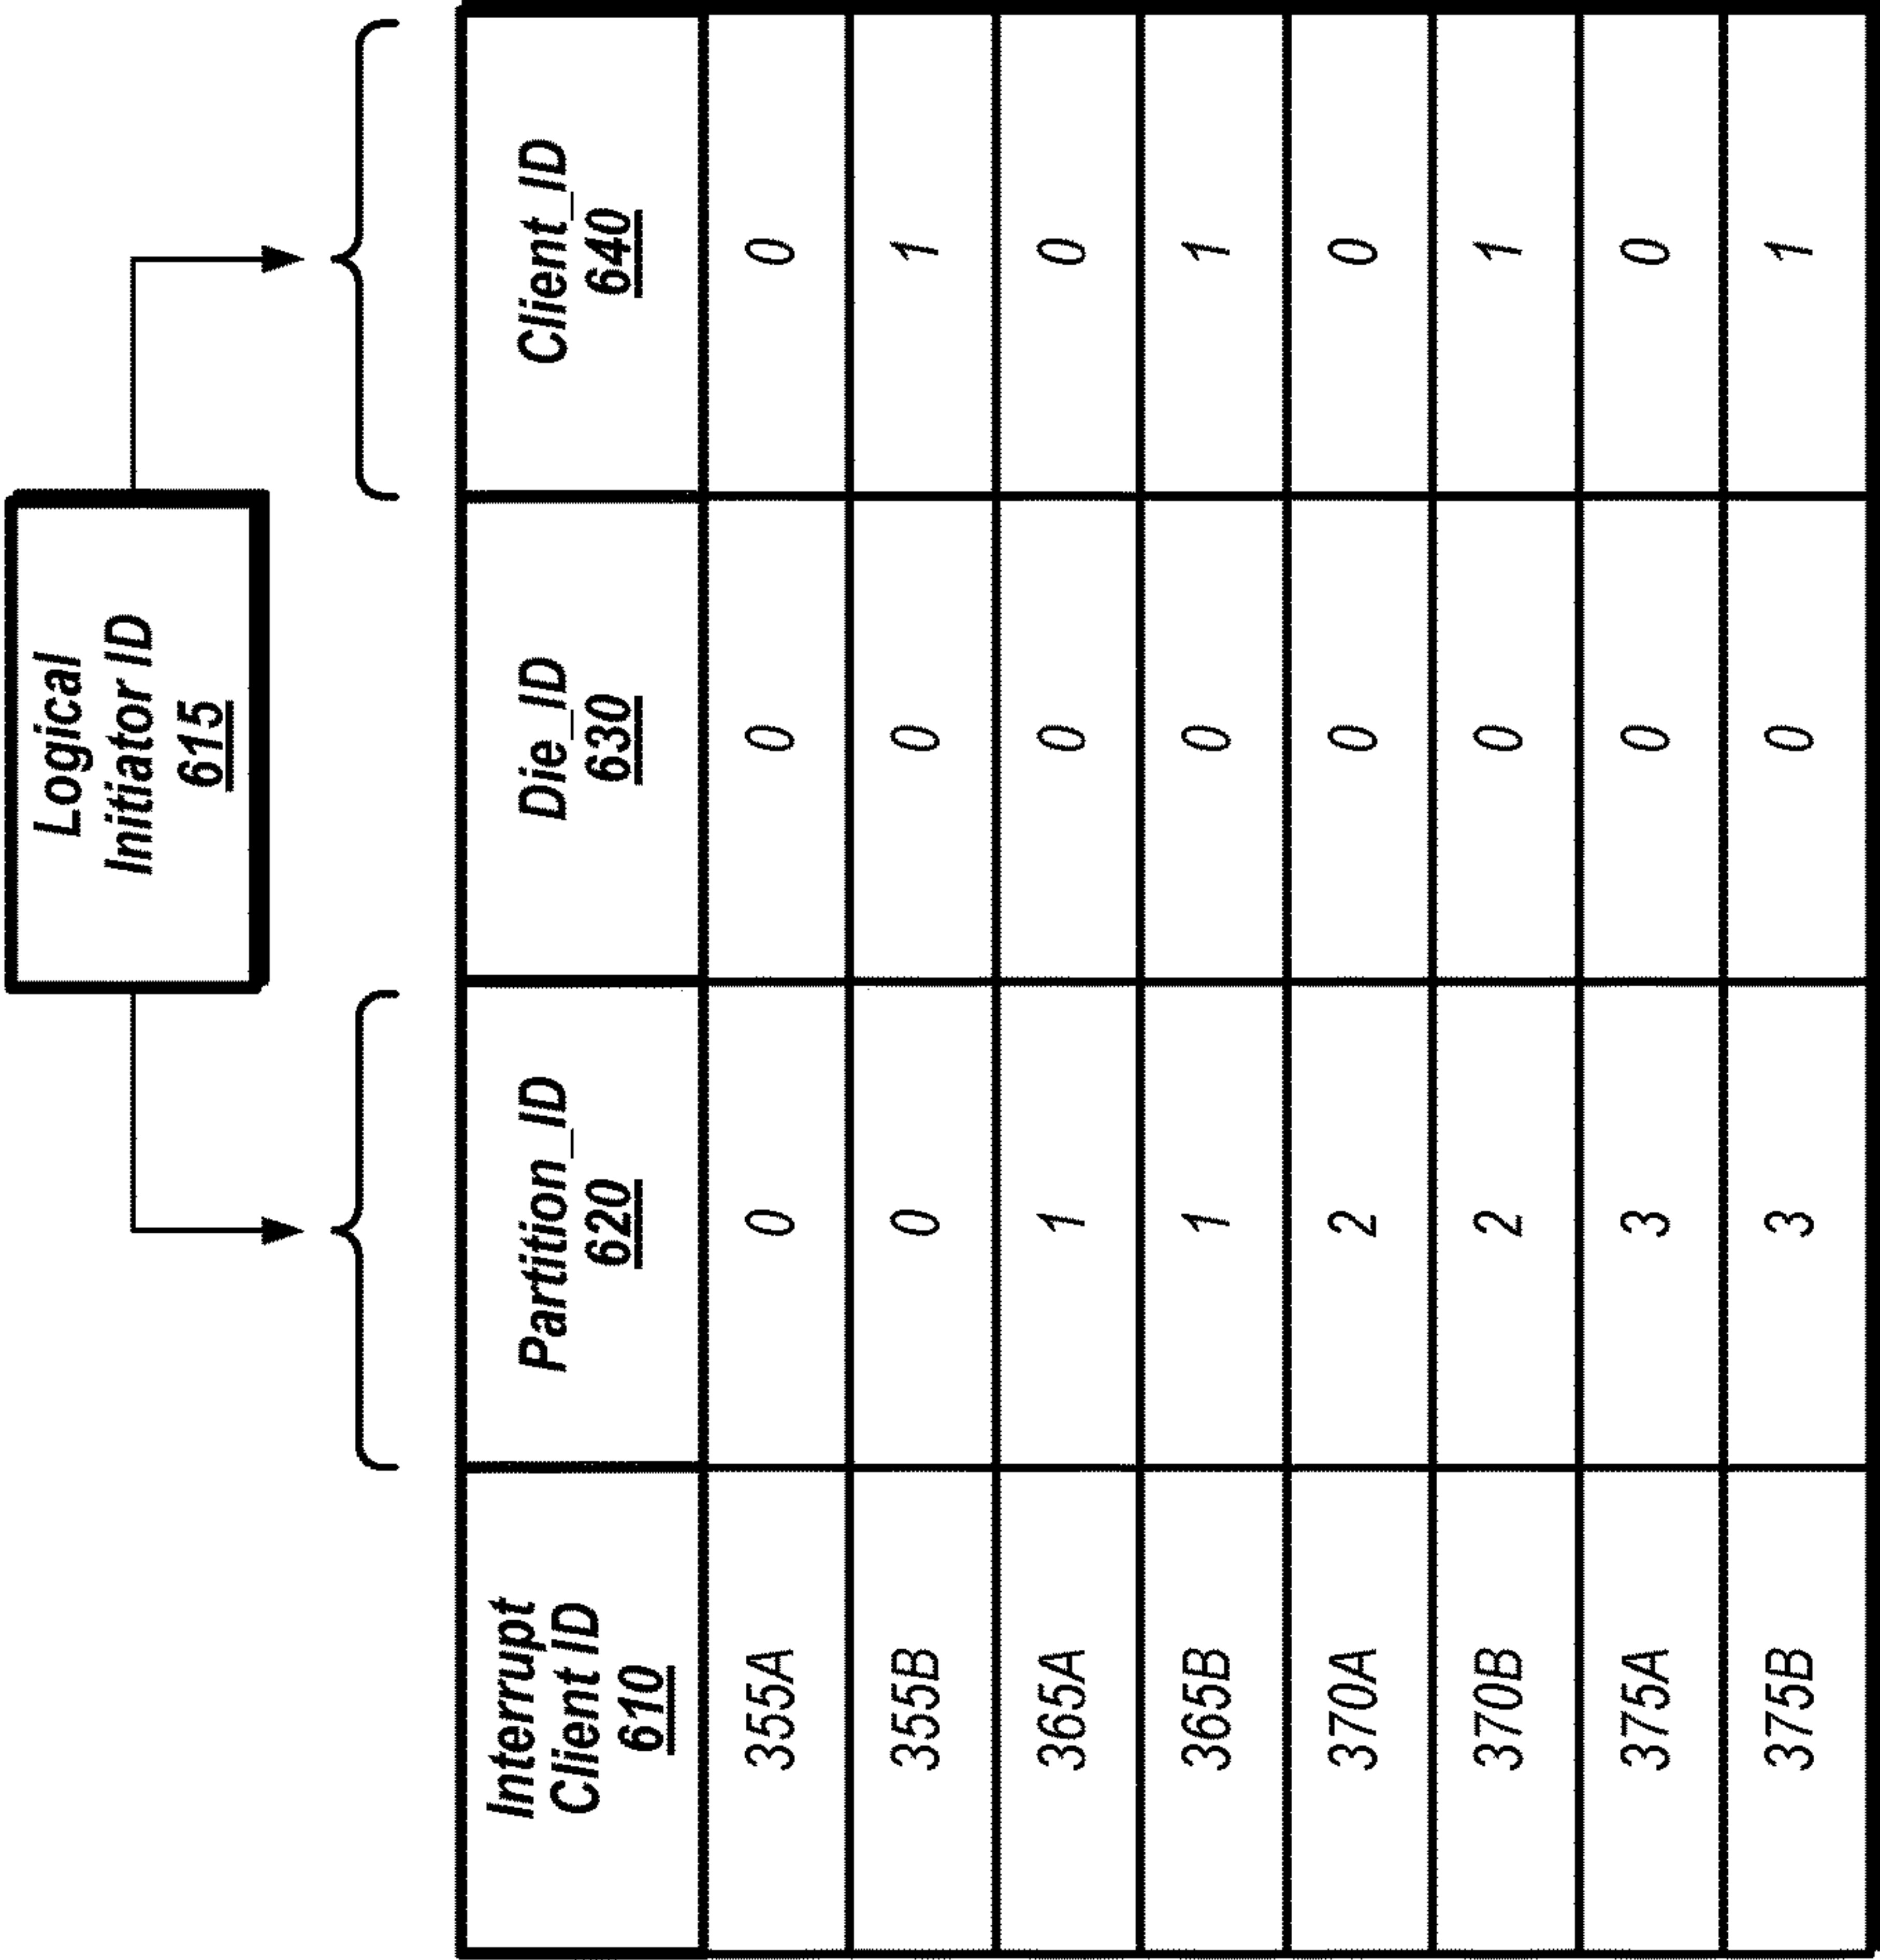 Logical
Initiator ID
615
Interrupt
Client ID
610
Partition_ID
620
Die_ID
630
Client_ID
640
355A 0 0 0
355B 0 0 1
365A 1 0 0
365B 1 0 1
370A 2 0 0
370B 2 0 1
375A 3 0 0
375B 3 0 1